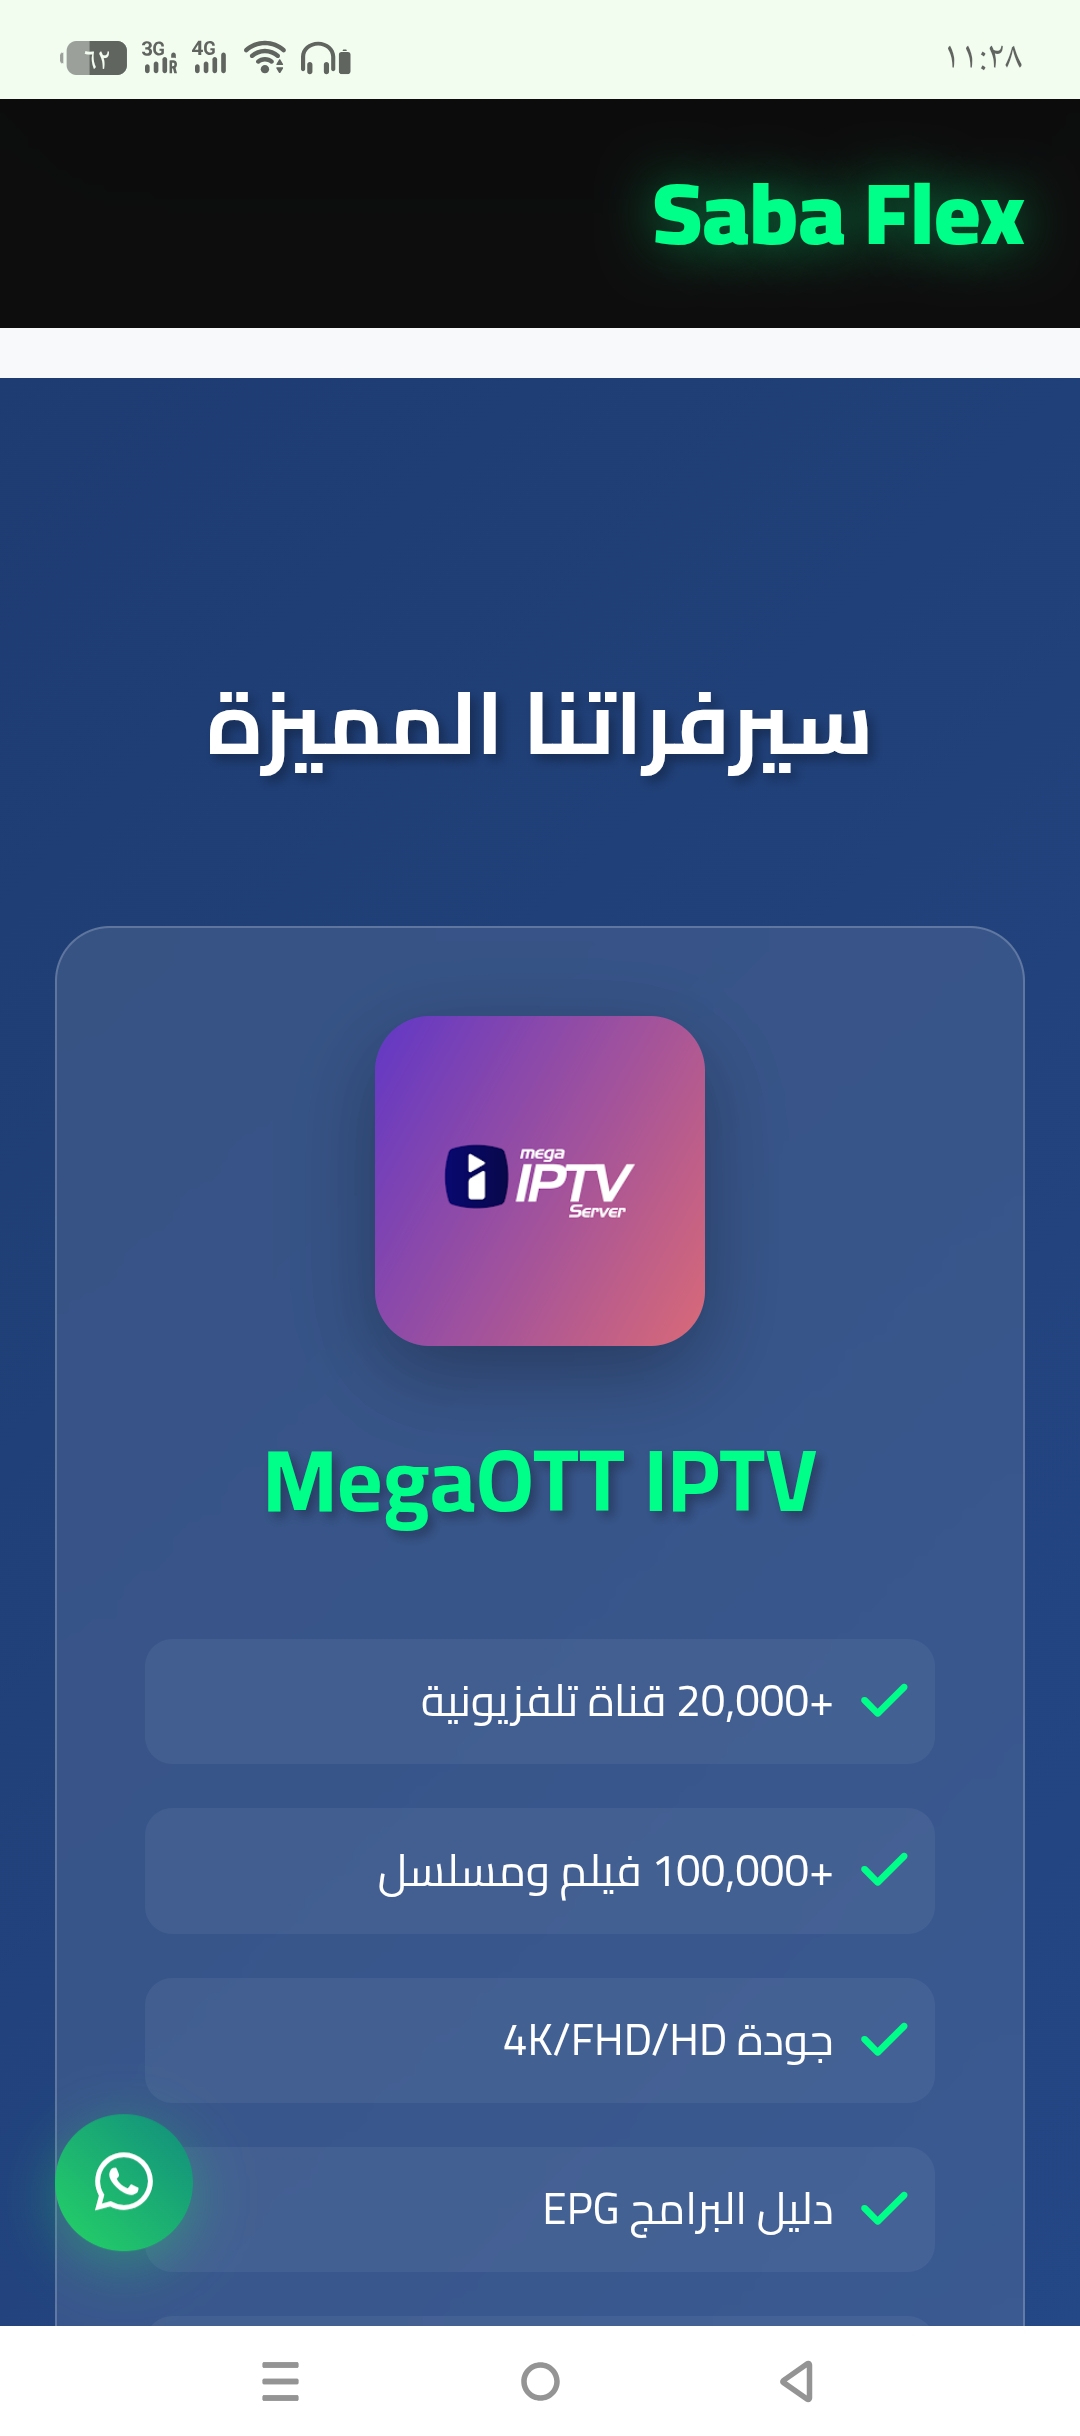 ٦٢
3G
R
4G
١١:٢٨
Saba Flex
سيرفراتنا المميزة
mega
IPTV
Server
MegaOTT IPTV
+20,000 قناة تلفزيونية
+100,000 فيلم ومسلسل
جودة 4K/FHD/HD
دليل البرامج EPG